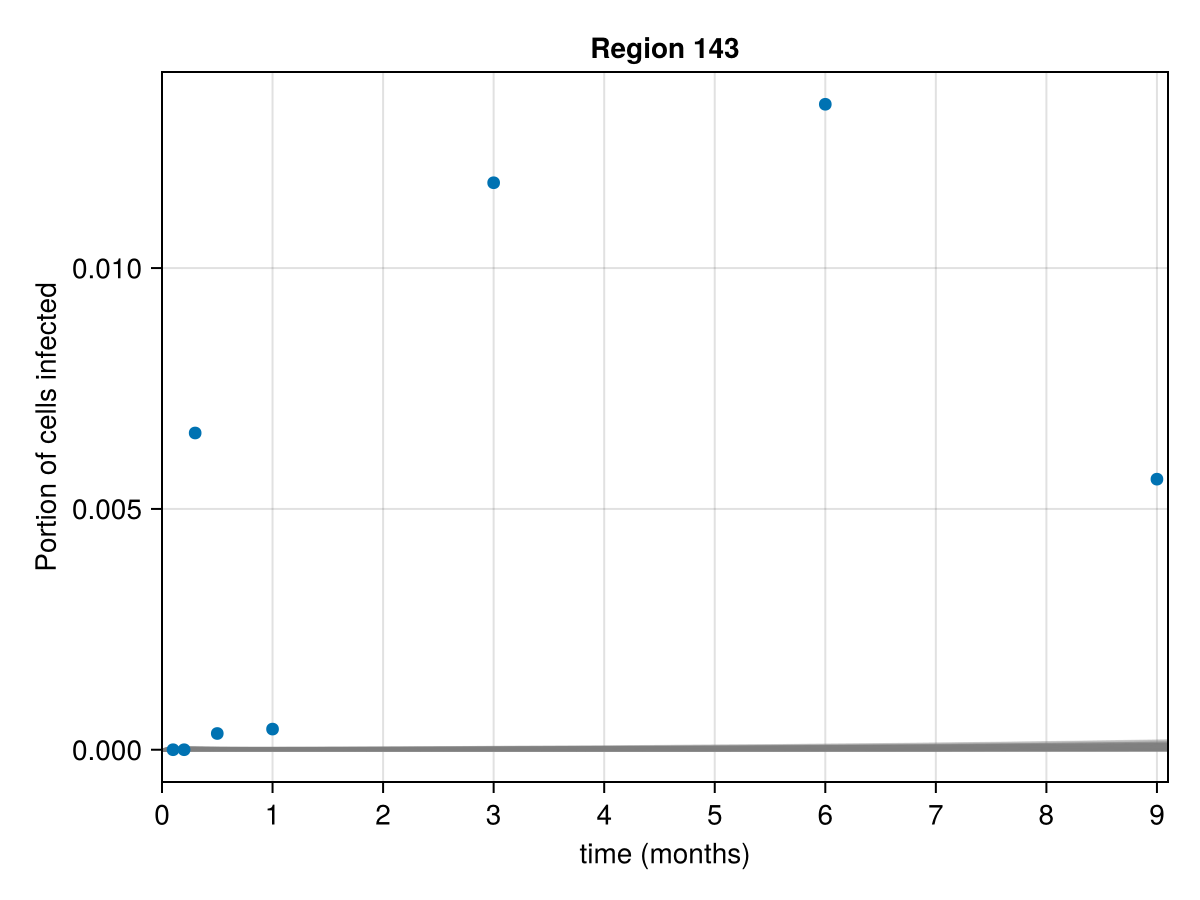 Region 143
Portion of cells infected
0.010
0.005
0.000
0 1 2 3 4 5 6 7 8 9
time (months)